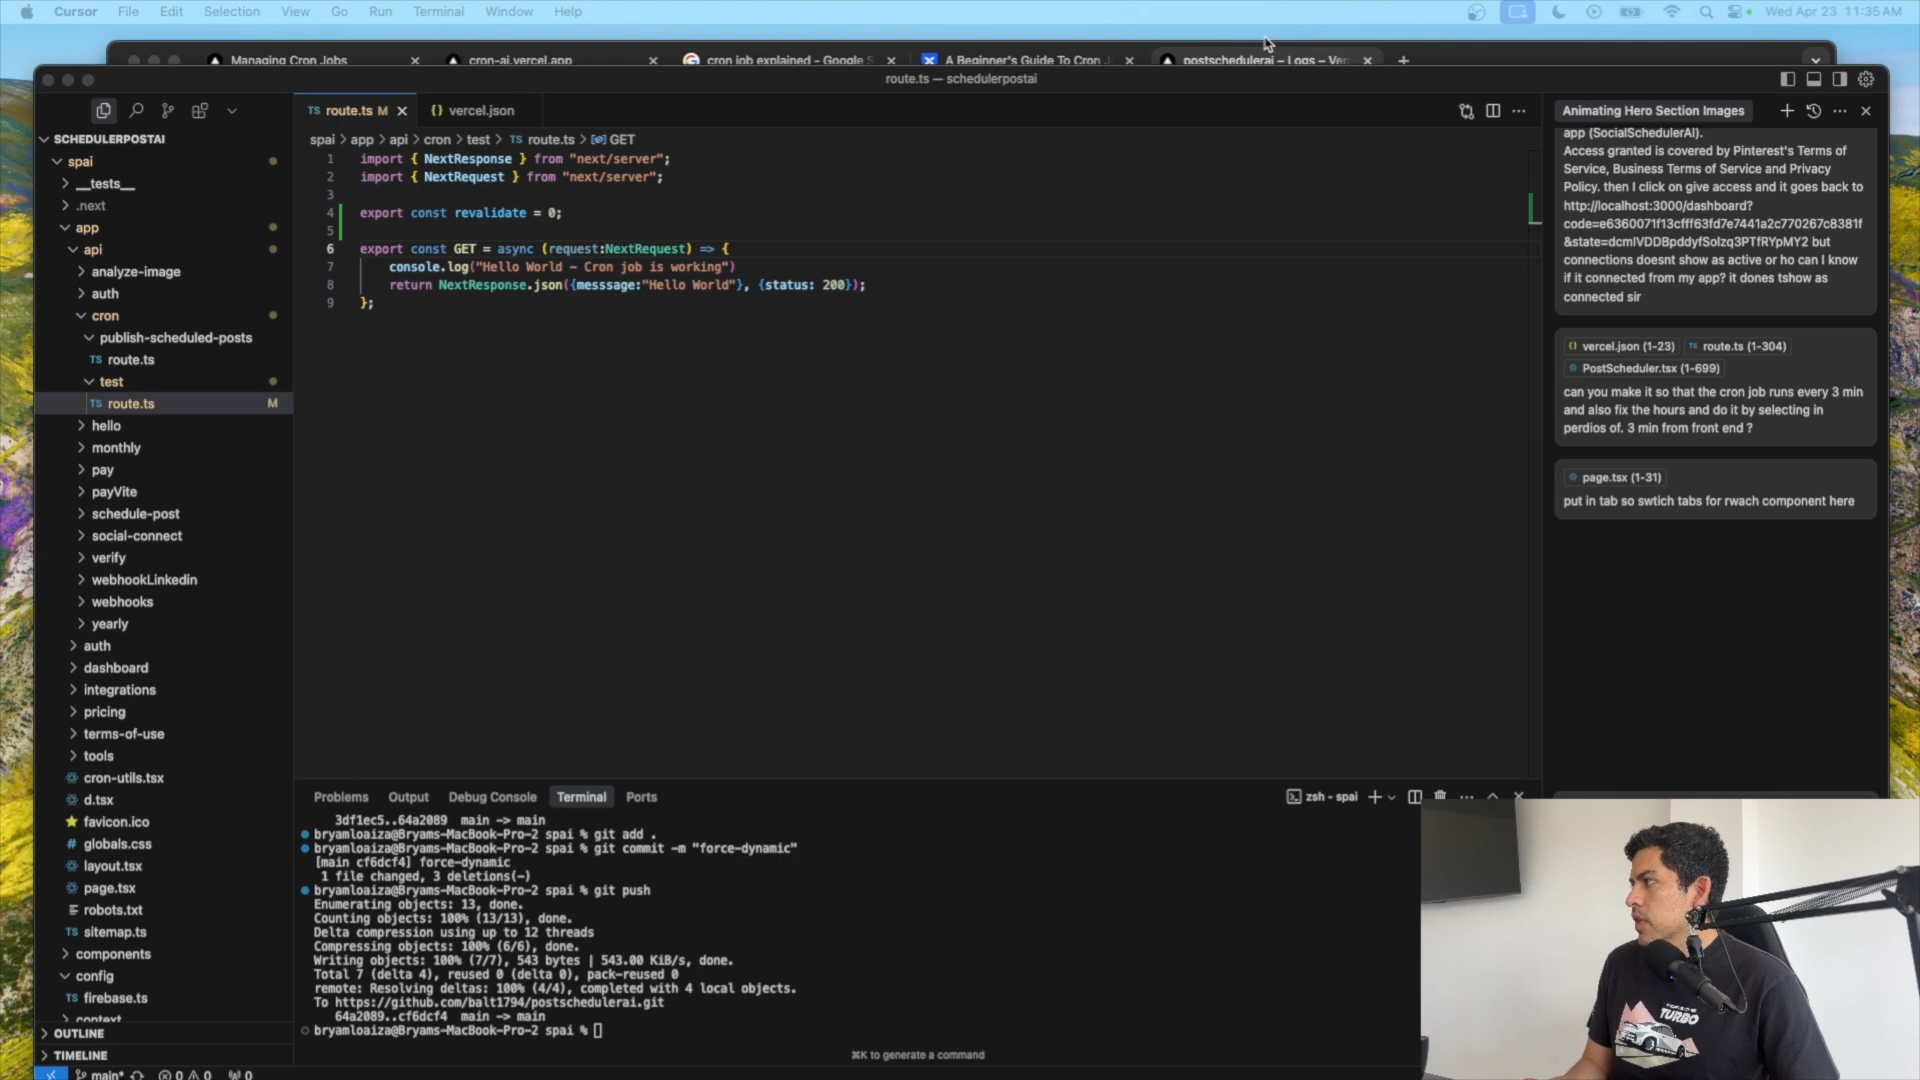 Cursor File Edit Selection View Go Run Terminal Window Help
Wed Apr 23 11:35 AM
Managing Cron Jobs
cron-ai.vercel.app
cron job explained - Google S
A Beginner's Guide To Cron J
postschedulerai – Logs – Ver
route.ts — schedulerpostai
TS route.ts M
{} vercel.json
Animating Hero Section Images
SCHEDULERPOSTAI
spai
__tests__
.next
app
api
analyze-image
auth
cron
publish-scheduled-posts
TS route.ts
test
TS route.ts M
hello
monthly
pay
payVite
schedule-post
social-connect
verify
webhookLinkedin
webhooks
yearly
auth
dashboard
integrations
pricing
terms-of-use
tools
cron-utils.tsx
d.tsx
favicon.ico
# globals.css
layout.tsx
page.tsx
robots.txt
TS sitemap.ts
components
config
TS firebase.ts
context
OUTLINE
TIMELINE
main* 0 0 0
spai > app > api > cron > test > TS route.ts > GET
1 import { NextResponse } from "next/server";
2 import { NextRequest } from "next/server";
3
4 export const revalidate = 0;
5
6 export const GET = async (request:NextRequest) => {
7 console.log("Hello World – Cron job is working")
8 return NextResponse.json({messsage:"Hello World"}, {status: 200});
9 };
Problems Output Debug Console Terminal Ports
zsh - spai
3df1ec5..64a2089 main -> main
bryamloaiza@Bryams-MacBook-Pro-2 spai % git add .
bryamloaiza@Bryams-MacBook-Pro-2 spai % git commit -m "force-dynamic"
[main cf6dcf4] force-dynamic
1 file changed, 3 deletions(-)
bryamloaiza@Bryams-MacBook-Pro-2 spai % git push
Enumerating objects: 13, done.
Counting objects: 100% (13/13), done.
Delta compression using up to 12 threads
Compressing objects: 100% (6/6), done.
Writing objects: 100% (7/7), 543 bytes | 543.00 KiB/s, done.
Total 7 (delta 4), reused 0 (delta 0), pack-reused 0
remote: Resolving deltas: 100% (4/4), completed with 4 local objects.
To https://github.com/balt1794/postschedulerai.git
64a2089..cf6dcf4 main -> main
bryamloaiza@Bryams-MacBook-Pro-2 spai %
⌘K to generate a command
app (SocialSchedulerAI).
Access granted is covered by Pinterest's Terms of
Service, Business Terms of Service and Privacy
Policy. then I click on give access and it goes back to
http://localhost:3000/dashboard?
code=e6360071f13cfff63fd7e7441a2c770267c8381f
&state=dcmIVDDBpddyfSolzq3PTfRYpMY2 but
connections doesnt show as active or ho can I know
if it connected from my app? it dones tshow as
connected sir
{} vercel.json (1-23) TS route.ts (1-304)
PostScheduler.tsx (1-699)
can you make it so that the cron job runs every 3 min
and also fix the hours and do it by selecting in
perdios of. 3 min from front end ?
page.tsx (1-31)
put in tab so swtich tabs for rwach component here
TURBO